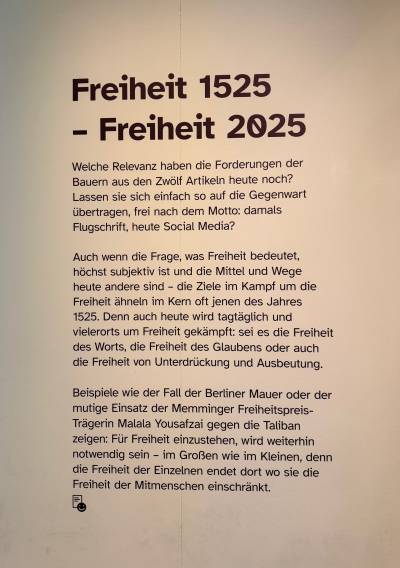 Freiheit 1525
– Freiheit 2025
Welche Relevanz haben die Forderungen der
Bauern aus den Zwölf Artikeln heute noch?
Lassen sie sich einfach so auf die Gegenwart
übertragen, frei nach dem Motto: damals
Flugschrift, heute Social Media?
Auch wenn die Frage, was Freiheit bedeutet,
höchst subjektiv ist und die Mittel und Wege
heute andere sind – die Ziele im Kampf um die
Freiheit ähneln im Kern oft jenen des Jahres
1525. Denn auch heute wird tagtäglich und
vielerorts um Freiheit gekämpft: sei es die Freiheit
des Worts, die Freiheit des Glaubens oder auch
die Freiheit von Unterdrückung und Ausbeutung.
Beispiele wie der Fall der Berliner Mauer oder der
mutige Einsatz der Memminger Freiheitspreis-
Trägerin Malala Yousafzai gegen die Taliban
zeigen: Für Freiheit einzustehen, wird weiterhin
notwendig sein – im Großen wie im Kleinen, denn
die Freiheit der Einzelnen endet dort wo sie die
Freiheit der Mitmenschen einschränkt.